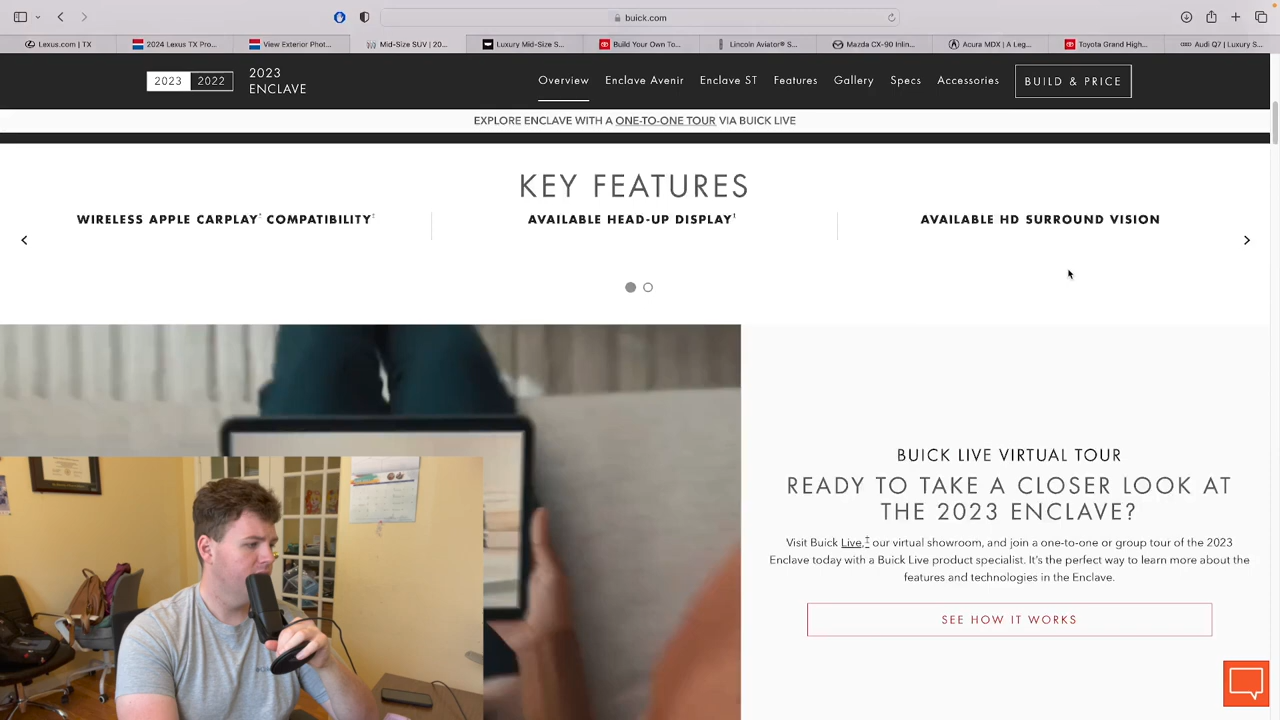 buick.com
Lexus.com | TX
2024 Lexus TX Pro...
View Exterior Phot...
Mid-Size SUV | 20...
Luxury Mid-Size S...
Build Your Own To...
Lincoln Aviator® S...
Mazda CX-90 Inlin...
Acura MDX | A Leg...
Toyota Grand High...
Audi Q7 | Luxury S...
2023 2022
2023
ENCLAVE
Overview
Enclave Avenir
Enclave ST
Features
Gallery
Specs
Accessories
BUILD & PRICE
EXPLORE ENCLAVE WITH A ONE-TO-ONE TOUR VIA BUICK LIVE
KEY FEATURES
WIRELESS APPLE CARPLAY‡ COMPATIBILITY‡
AVAILABLE HEAD-UP DISPLAY†
AVAILABLE HD SURROUND VISION
BUICK LIVE VIRTUAL TOUR
READY TO TAKE A CLOSER LOOK AT
THE 2023 ENCLAVE?
Visit Buick Live,‡ our virtual showroom, and join a one-to-one or group tour of the 2023
Enclave today with a Buick Live product specialist. It's the perfect way to learn more about the
features and technologies in the Enclave.
SEE HOW IT WORKS